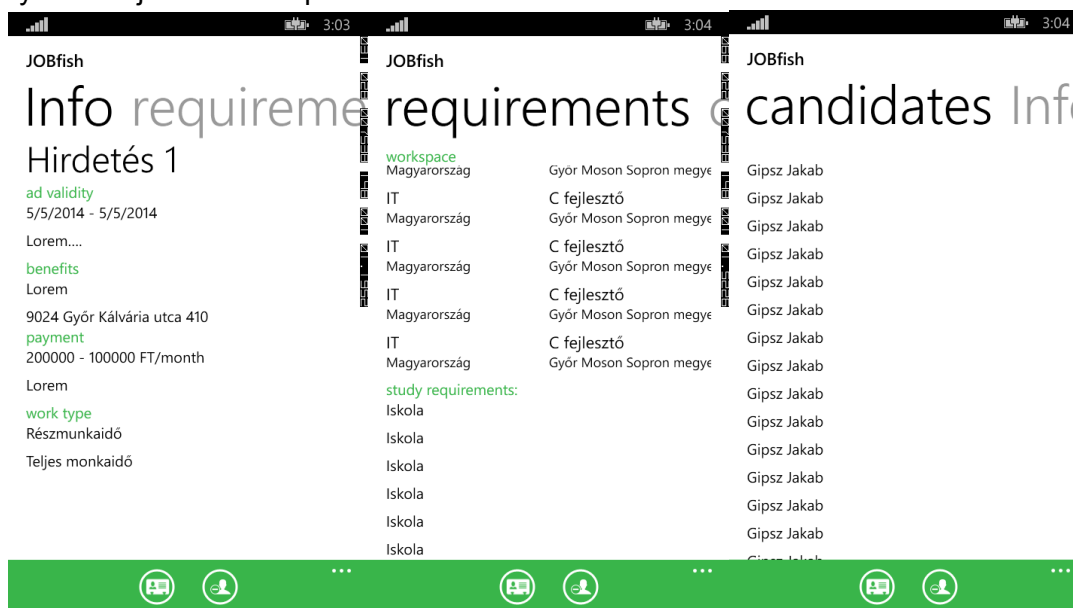 3:03
JOBfish
Info requireme
Hirdetés 1
ad validity
5/5/2014 - 5/5/2014
Lorem....
benefits
Lorem
9024 Győr Kálvária utca 410
payment
200000 - 100000 FT/month
Lorem
work type
Részmunkaidő
Teljes monkaidő
...
3:04
JOBfish
requirements
workspace
Magyarország Győr Moson Sopron megye
IT C fejlesztő
Magyarország Győr Moson Sopron megye
IT C fejlesztő
Magyarország Győr Moson Sopron megye
IT C fejlesztő
Magyarország Győr Moson Sopron megye
IT C fejlesztő
Magyarország Győr Moson Sopron megye
study requirements:
Iskola
Iskola
Iskola
Iskola
Iskola
Iskola
...
3:04
JOBfish
candidates Info
Gipsz Jakab
Gipsz Jakab
Gipsz Jakab
Gipsz Jakab
Gipsz Jakab
Gipsz Jakab
Gipsz Jakab
Gipsz Jakab
Gipsz Jakab
Gipsz Jakab
Gipsz Jakab
Gipsz Jakab
Gipsz Jakab
Gipsz Jakab
...